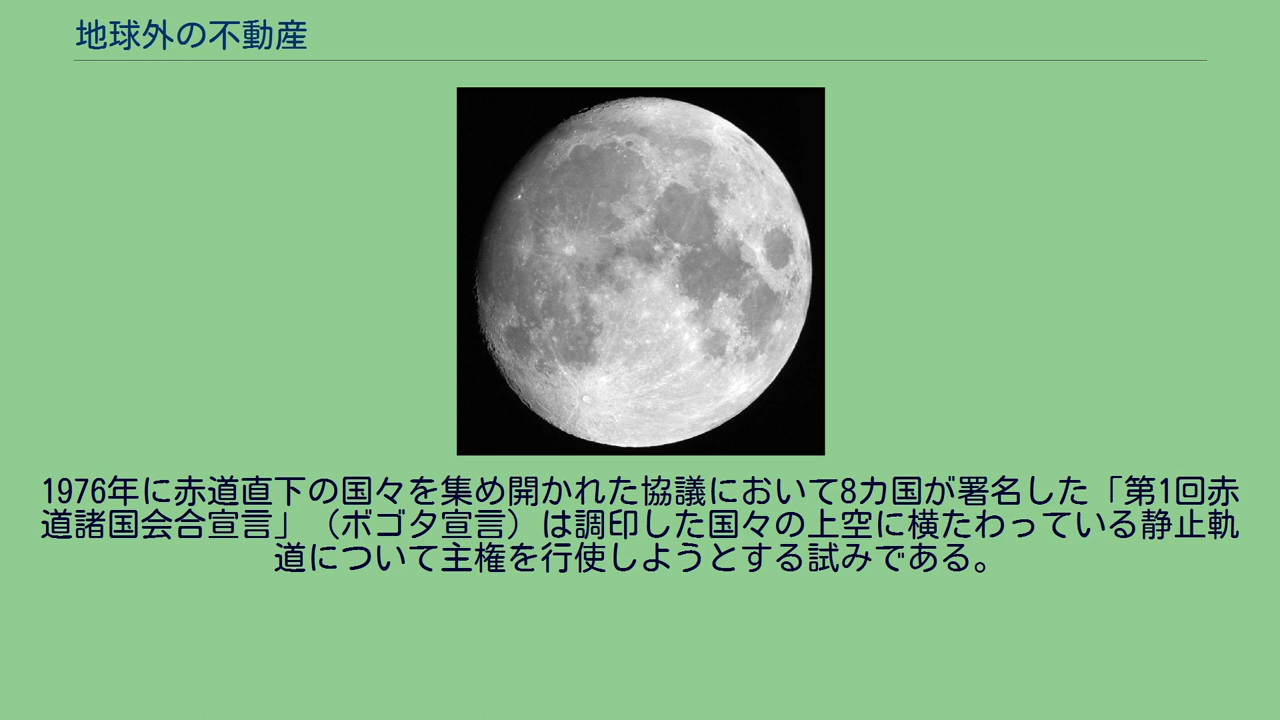 地球外の不動産
1976年に赤道直下の国々を集め開かれた協議において8カ国が署名した「第1回赤
道諸国会合宣言」（ボゴタ宣言）は調印した国々の上空に横たわっている静止軌
道について主権を行使しようとする試みである。